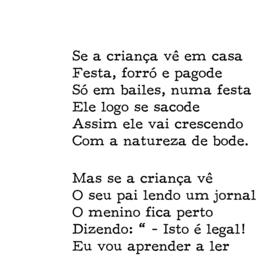 Se a criança vê em casa
Festa, forró e pagode
Só em bailes, numa festa
Ele logo se sacode
Assim ele vai crescendo
Com a natureza de bode.

Mas se a criança vê
O seu pai lendo um jornal
O menino fica perto
Dizendo: “ - Isto é legal!
Eu vou aprender a ler